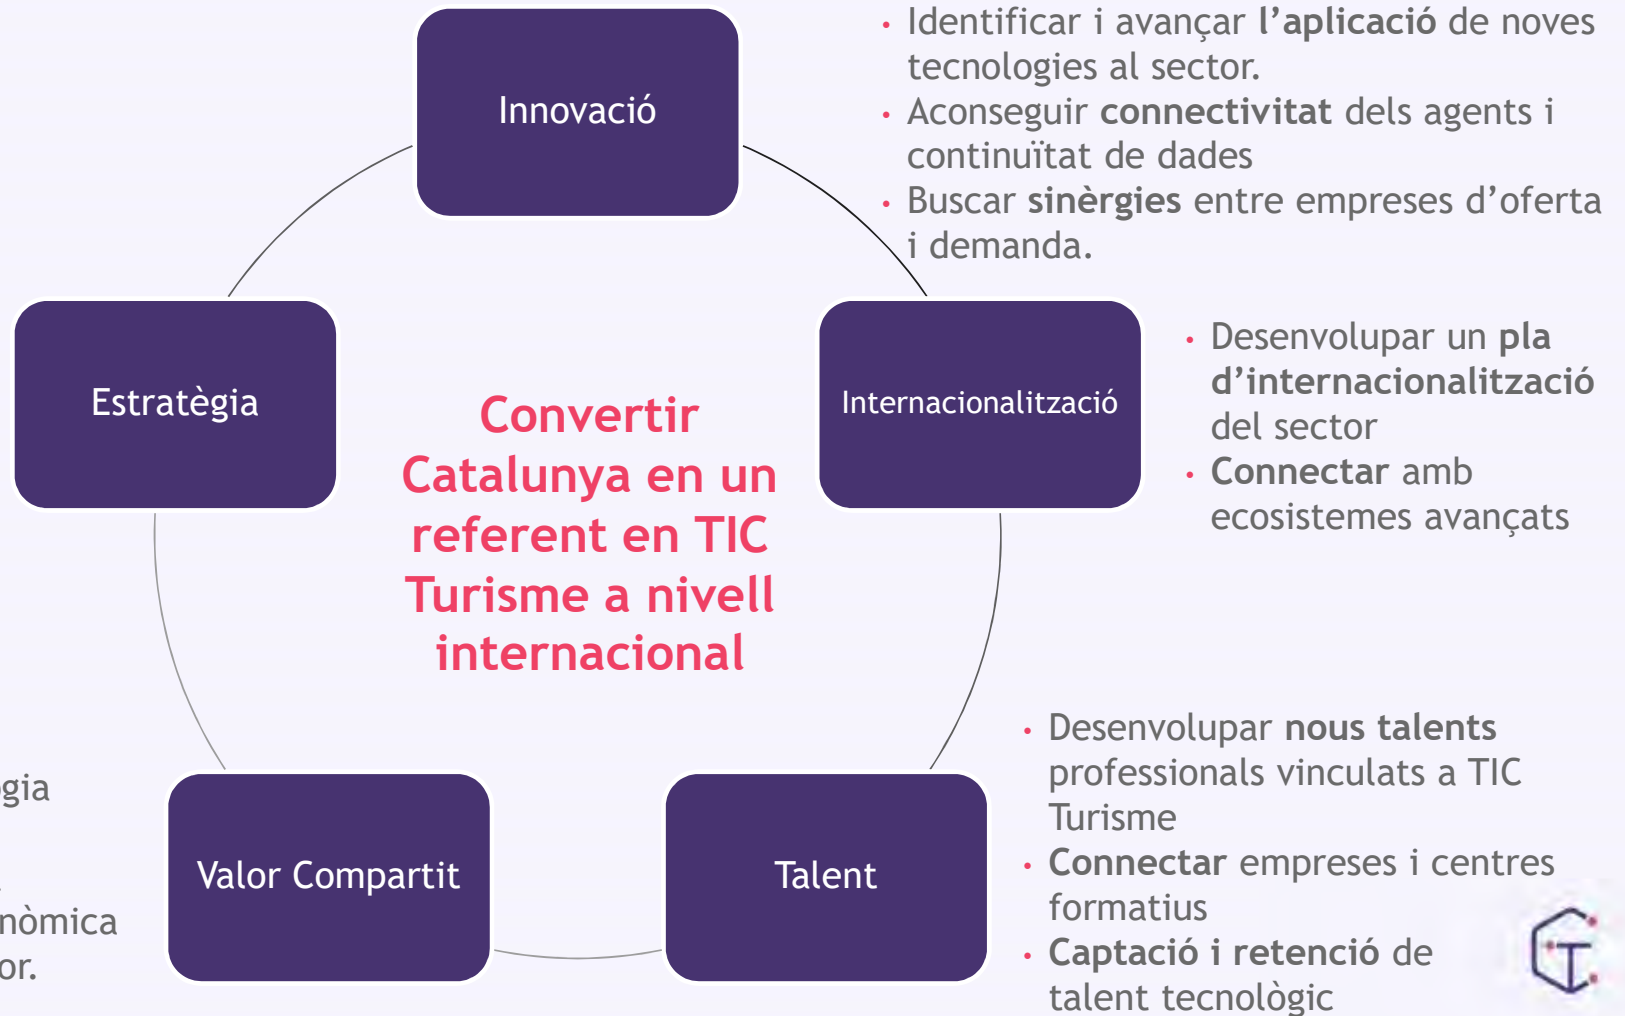 Innovació
• Identificar i avançar l’aplicació de noves
tecnologies al sector.
• Aconseguir connectivitat dels agents i
continuïtat de dades
• Buscar sinèrgies entre empreses d’oferta
i demanda.
Estratègia
Internacionalització
• Desenvolupar un pla
d’internacionalització
del sector
• Connectar amb
ecosistemes avançats
Convertir
Catalunya en un
referent en TIC
Turisme a nivell
internacional
Valor Compartit
Talent
• Desenvolupar nous talents
professionals vinculats a TIC
Turisme
• Connectar empreses i centres
formatius
• Captació i retenció de
talent tecnològic